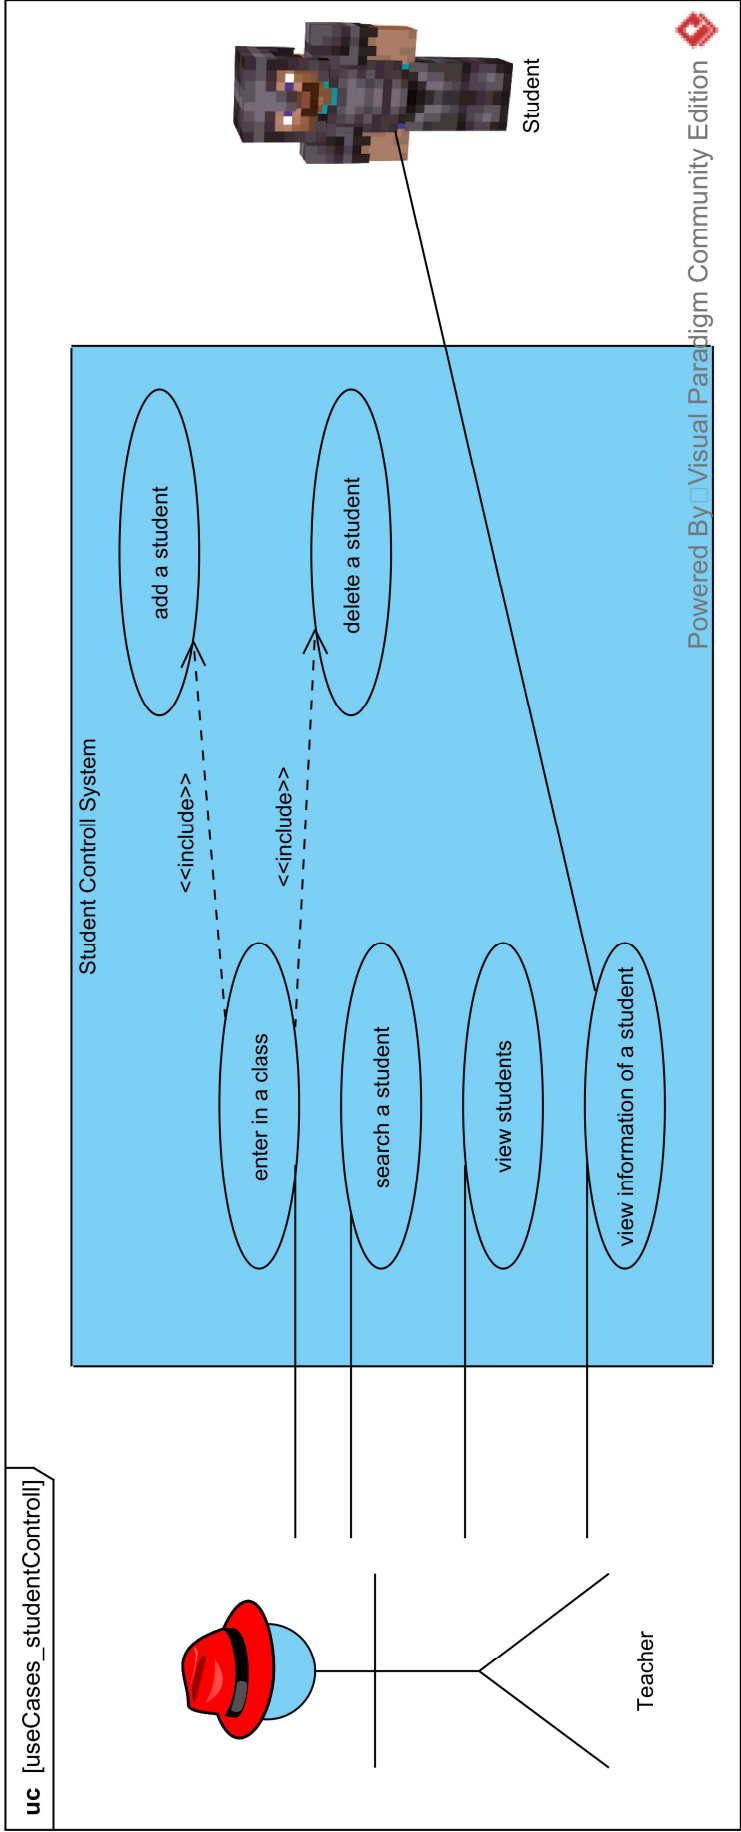 uc [useCases_studentControll]
Student Controll System
add a student
<<include>>
<<include>>
delete a student
enter in a class
search a student
view students
view information of a student
Teacher
Student
Powered By Visual Paradigm Community Edition